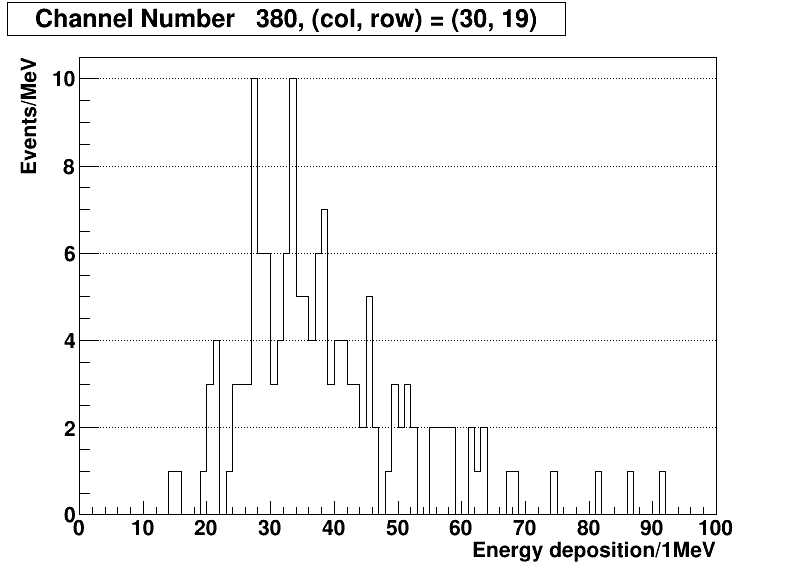 Channel Number 380, (col, row) = (30, 19)
Events/MeV
10
8
6
4
2
0
0 10 20 30 40 50 60 70 80 90 100
Energy deposition/1MeV